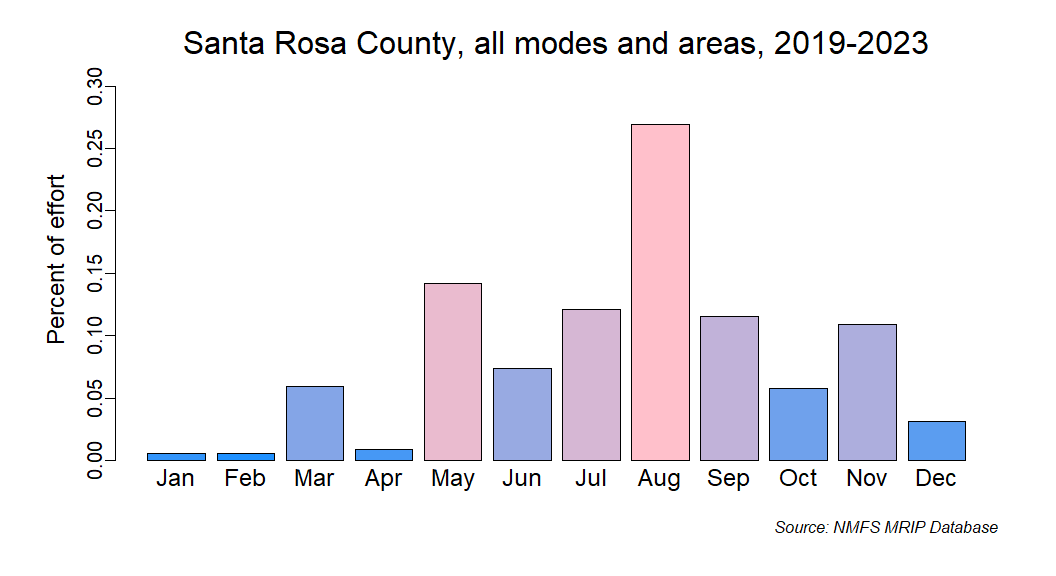 Santa Rosa County, all modes and areas, 2019-2023
Percent of effort
0.30
0.25
0.20
0.15
0.10
0.05
0.00
Jan Feb Mar Apr May Jun Jul Aug Sep Oct Nov Dec
Source: NMFS MRIP Database